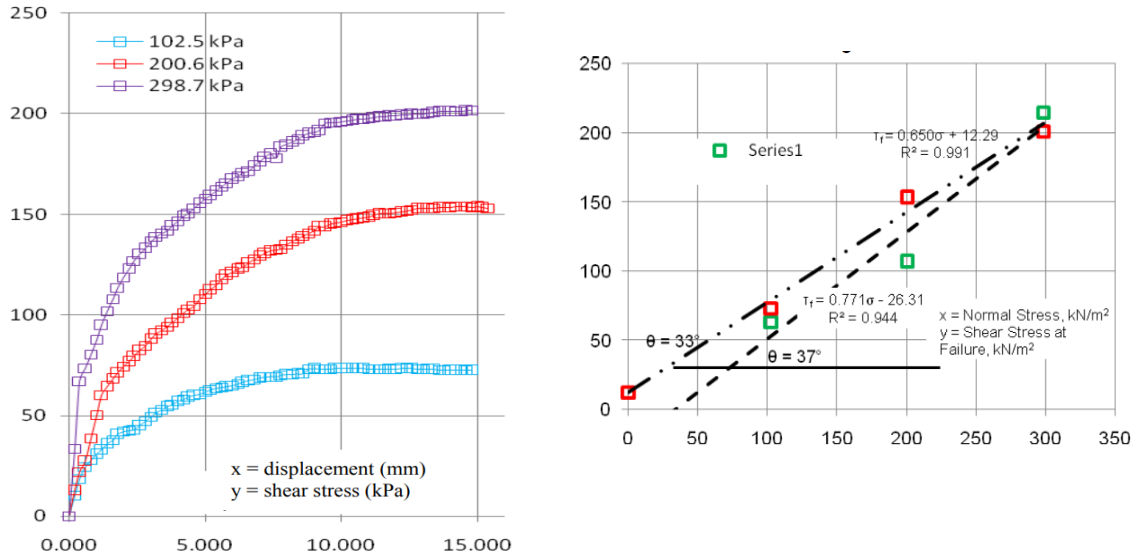 250
102.5 kPa
200.6 kPa
298.7 kPa
200
150
100
50
0
x = displacement (mm)
y = shear stress (kPa)
0.000
5.000
10.000
15.000
250
200
150
100
50
0
τf = 0.650σ + 12.29
R² = 0.991
Series1
τf = 0.771σ - 26.31
R² = 0.944
x = Normal Stress, kN/m²
y = Shear Stress at
Failure, kN/m²
θ = 33°
θ = 37°
0
50
100
150
200
250
300
350